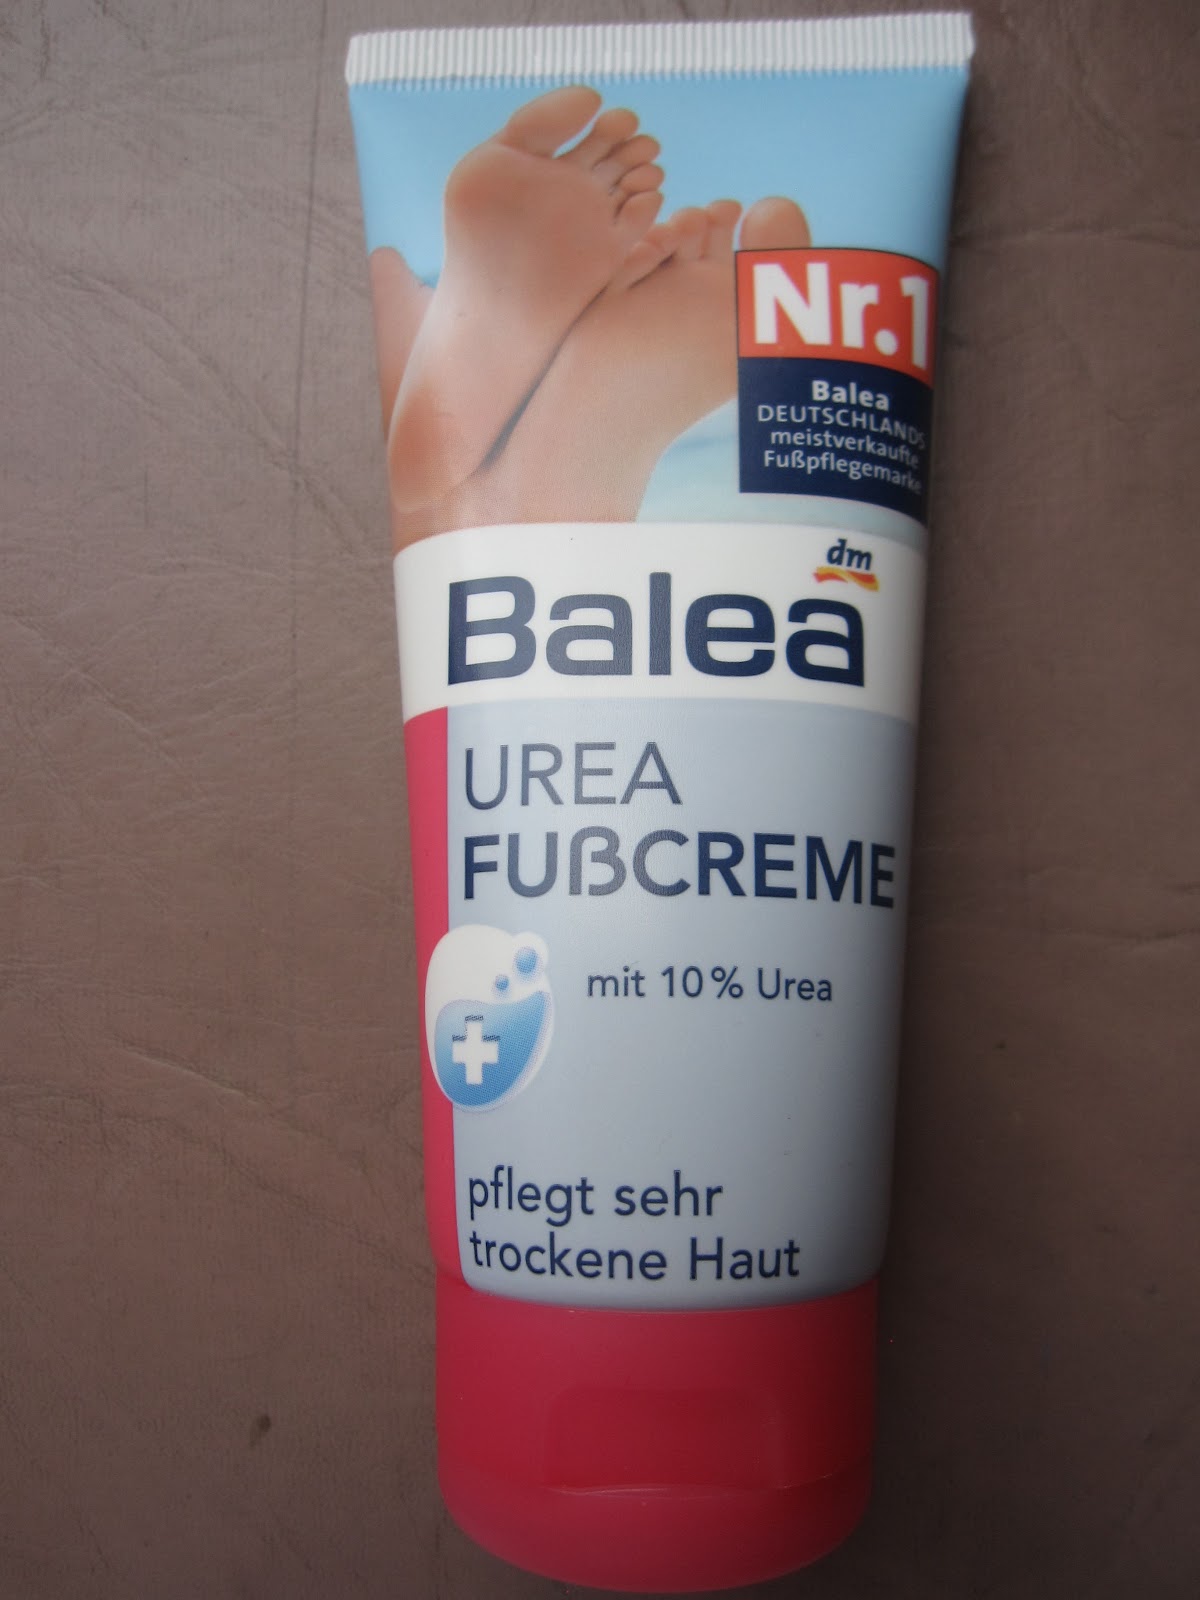 Nr.1
Balea
DEUTSCHLANDS
meistverkaufte
Fußpflegemarke
dm
Balea
UREA
FUßCREME
mit 10% Urea
pflegt sehr
trockene Haut